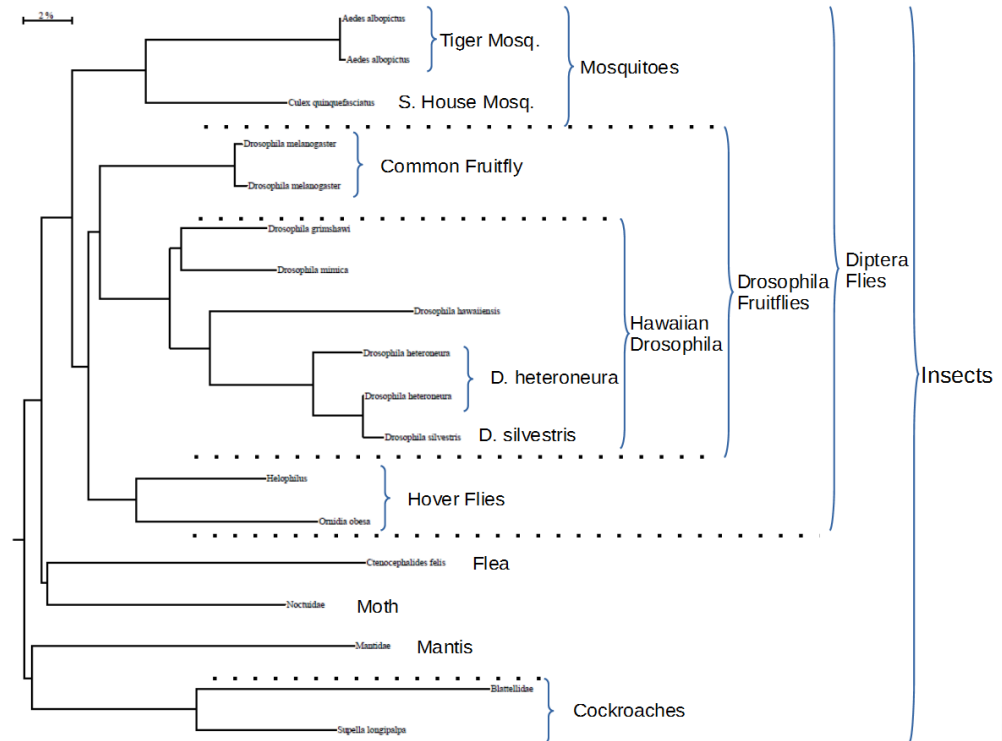 2 %
Aedes albopictus
Tiger Mosq.
Aedes albopictus
Mosquitoes
Culex quinquefasciatus
S. House Mosq.
Drosophila melanogaster
Common Fruitfly
Drosophila melanogaster
Drosophila grimshawi
Drosophila mimica
Diptera
Flies
Drosophila
Fruitflies
Drosophila hawaiiensis
Hawaiian
Drosophila
Drosophila heteroneura
D. heteroneura
Insects
Drosophila heteroneura
Drosophila silvestris
D. silvestris
Helophilus
Hover Flies
Ornidia obesa
Ctenocephalides felis
Flea
Noctuidae
Moth
Mantidae
Mantis
Blattellidae
Cockroaches
Supella longipalpa